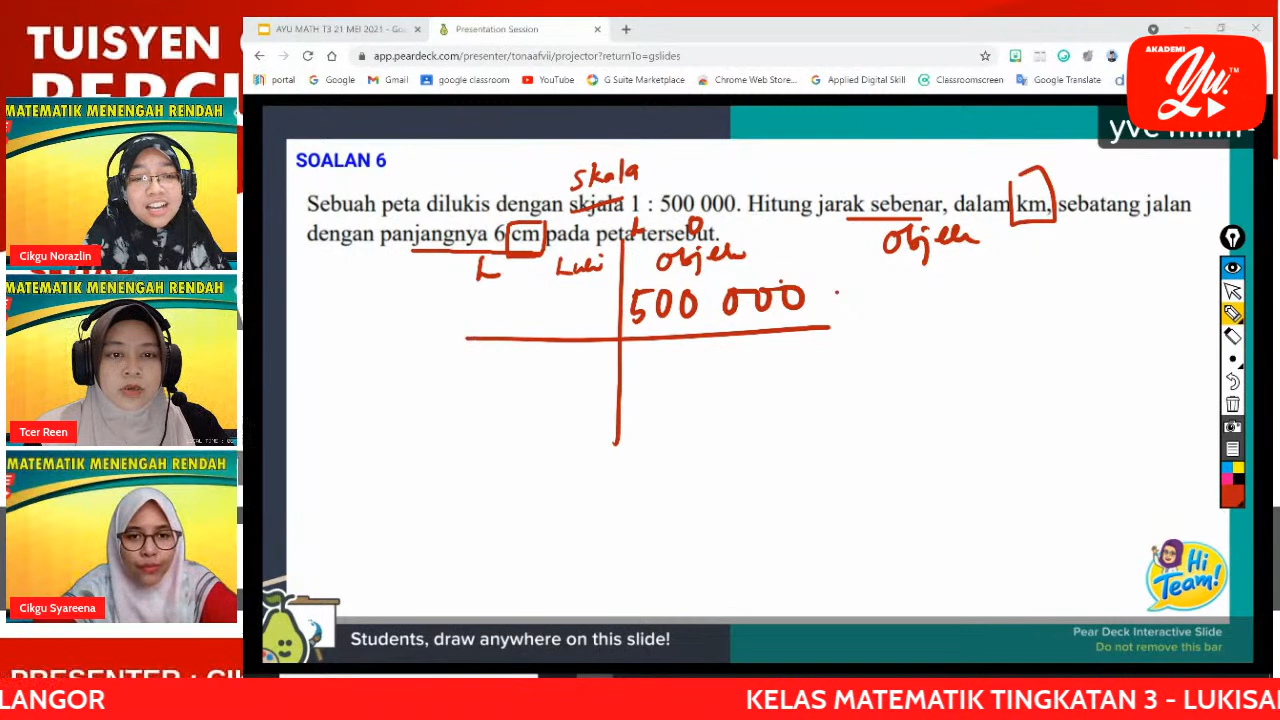 TUISYEN
AYU MATH T3 21 MEI 2021 - Go
Presentation Session
app.peardeck.com/presenter/tonaafvii/projector?returnTo=gslides
portal
Google
Gmail
google classroom
YouTube
G Suite Marketplace
Chrome Web Store...
Applied Digital Skill
Classroomscreen
Google Translate
AKADEMI
Yu.™
MATEMATIK MENENGAH RENDAH
Cikgu Norazlin
MATEMATIK MENENGAH RENDAH
Tcer Reen
MATEMATIK MENENGAH RENDAH
Cikgu Syareena
SOALAN 6
skala
Sebuah peta dilukis dengan skjala 1 : 500 000. Hitung jarak sebenar, dalam km, sebatang jalan
dengan panjangnya 6 cm pada peta tersebut.
L O
objek
L
objek
500 000
Hi
Team!
Students, draw anywhere on this slide!
Pear Deck Interactive Slide
Do not remove this bar
LANGOR
KELAS MATEMATIK TINGKATAN 3 - LUKISA